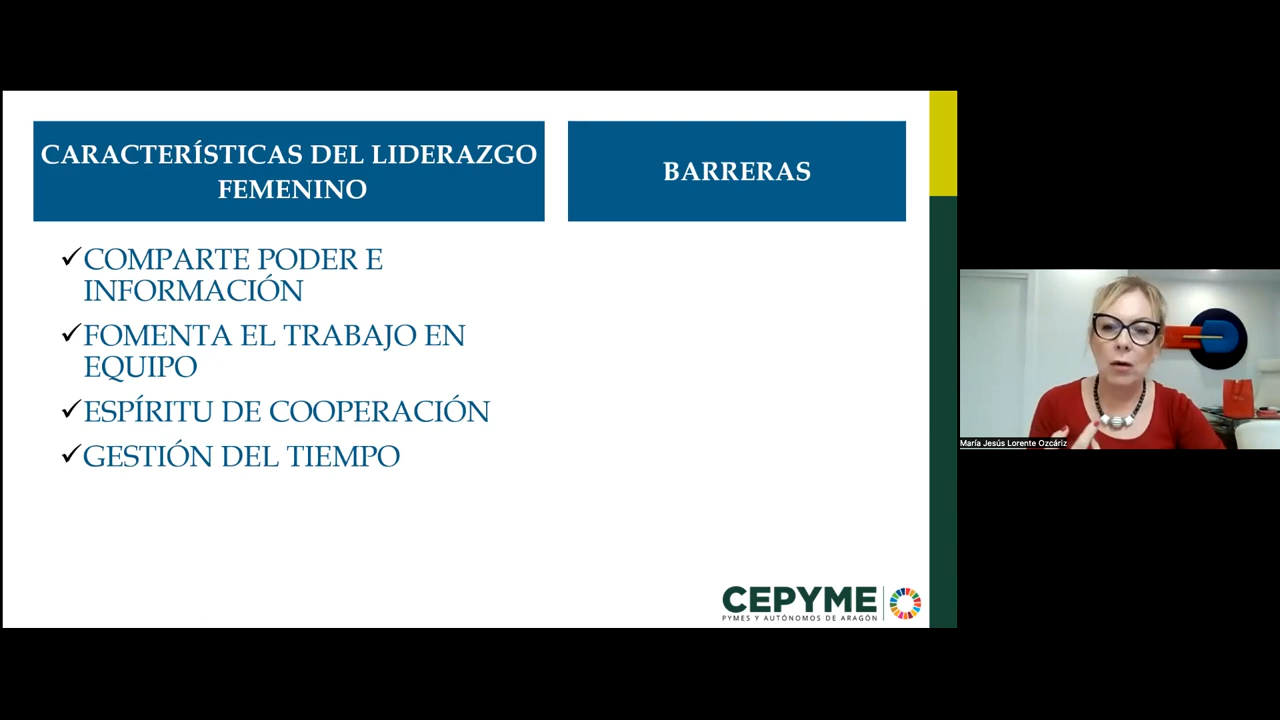 CARACTERÍSTICAS DEL LIDERAZGO
FEMENINO
BARRERAS
✓COMPARTE PODER E
INFORMACIÓN
✓FOMENTA EL TRABAJO EN
EQUIPO
✓ESPÍRITU DE COOPERACIÓN
✓GESTIÓN DEL TIEMPO
CEPYME
PYMES Y AUTÓNOMOS DE ARAGÓN
María Jesús Lorente Ozcáriz